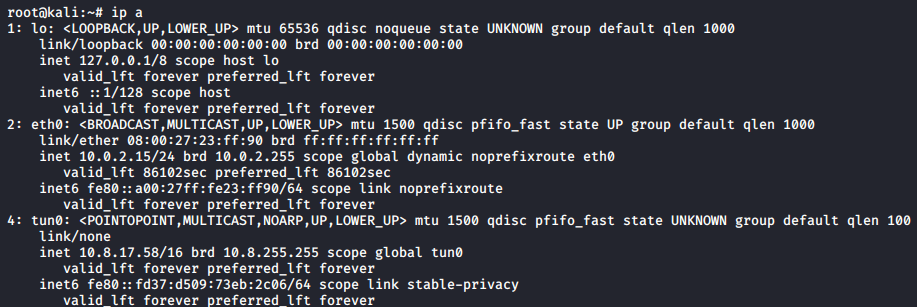 root@kali:~# ip a
1: lo: <LOOPBACK,UP,LOWER_UP> mtu 65536 qdisc noqueue state UNKNOWN group default qlen 1000
    link/loopback 00:00:00:00:00:00 brd 00:00:00:00:00:00
    inet 127.0.0.1/8 scope host lo
       valid_lft forever preferred_lft forever
    inet6 ::1/128 scope host
       valid_lft forever preferred_lft forever
2: eth0: <BROADCAST,MULTICAST,UP,LOWER_UP> mtu 1500 qdisc pfifo_fast state UP group default qlen 1000
    link/ether 08:00:27:23:ff:90 brd ff:ff:ff:ff:ff:ff
    inet 10.0.2.15/24 brd 10.0.2.255 scope global dynamic noprefixroute eth0
       valid_lft 86102sec preferred_lft 86102sec
    inet6 fe80::a00:27ff:fe23:ff90/64 scope link noprefixroute
       valid_lft forever preferred_lft forever
4: tun0: <POINTOPOINT,MULTICAST,NOARP,UP,LOWER_UP> mtu 1500 qdisc pfifo_fast state UNKNOWN group default qlen 100
    link/none
    inet 10.8.17.58/16 brd 10.8.255.255 scope global tun0
       valid_lft forever preferred_lft forever
    inet6 fe80::fd37:d509:73eb:2c06/64 scope link stable-privacy
       valid_lft forever preferred_lft forever